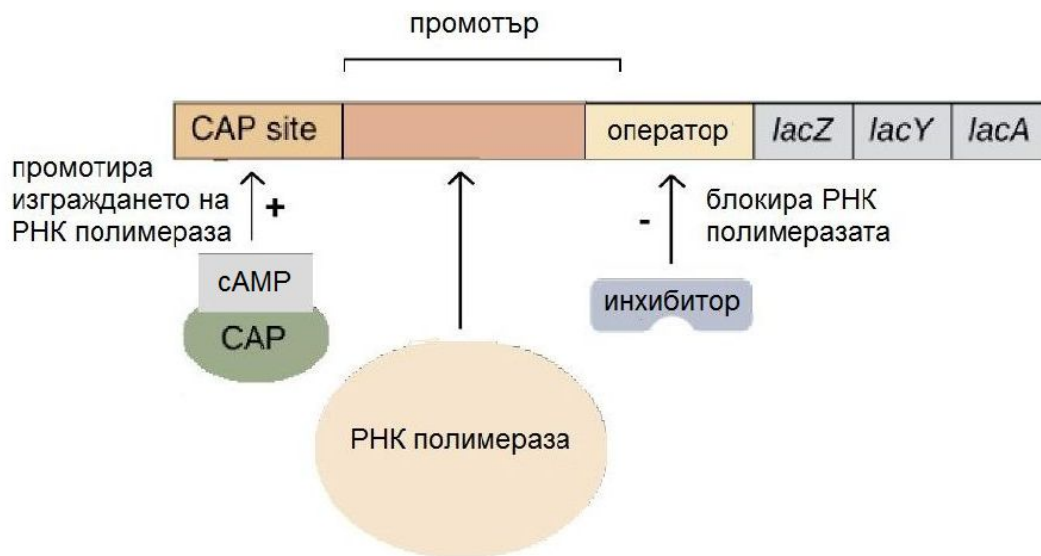 промотър
CAP site
оператор
lacZ
lacY
lacA
промотира
изграждането на
РНК полимераза
+
-
блокира РНК
полимеразата
cAMP
CAP
инхибитор
РНК полимераза